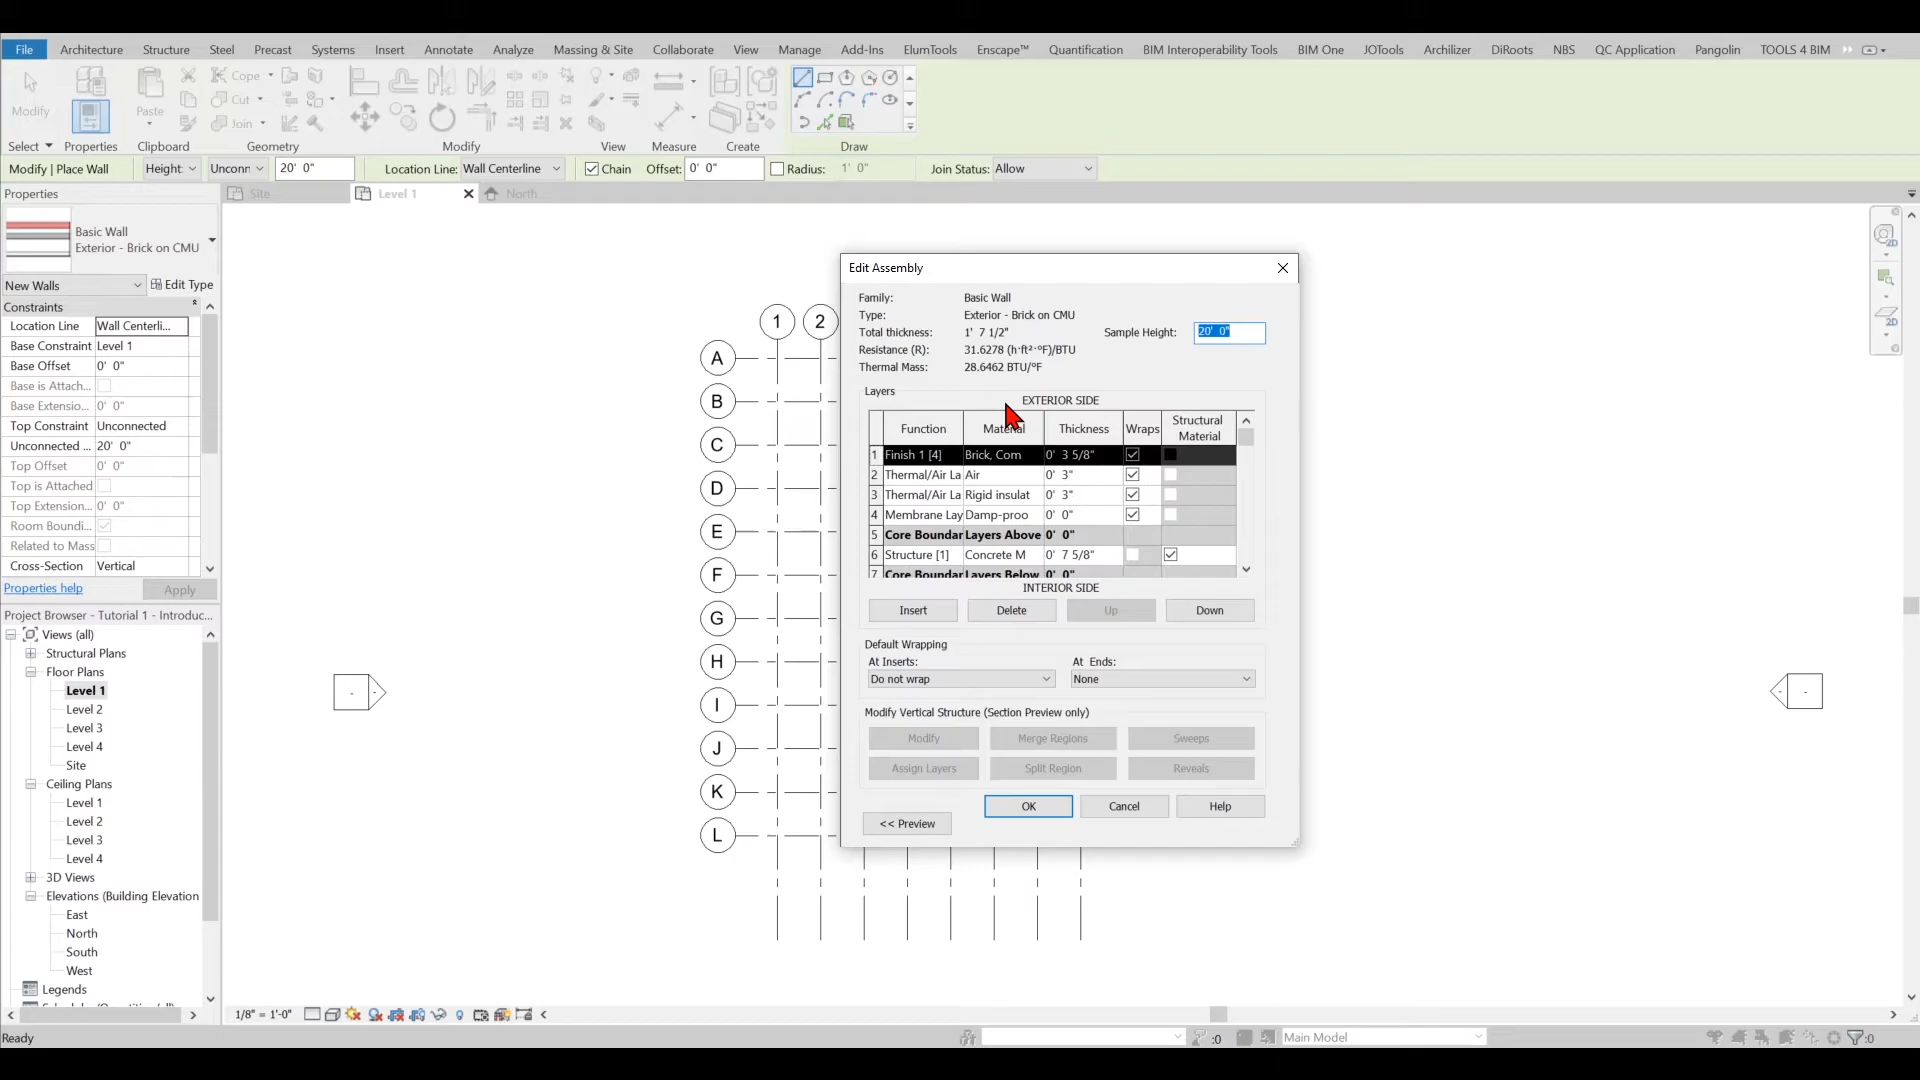 File Architecture Structure Steel Precast Systems Insert Annotate Analyze Massing & Site Collaborate View Manage Add-Ins ElumTools Enscape™ Quantification BIM Interoperability Tools BIM One JOTools Archilizer DiRoots NBS QC Application Pangolin TOOLS 4 BIM
Cope
Cut
Modify Paste Join
Select Properties Clipboard Geometry Modify View Measure Create Draw
Modify | Place Wall Height: Unconn 20' 0" Location Line: Wall Centerline Chain Offset: 0' 0" Radius: 1' 0" Join Status: Allow
Properties
Site Level 1 North
Basic Wall
Exterior - Brick on CMU
New Walls Edit Type
Constraints
Location Line Wall Centerli...
Base Constraint Level 1
Base Offset 0' 0"
Base is Attach...
Base Extensio... 0' 0"
Top Constraint Unconnected
Unconnected ... 20' 0"
Top Offset 0' 0"
Top is Attached
Top Extension... 0' 0"
Room Boundi...
Related to Mass
Cross-Section Vertical
Properties help Apply
Project Browser - Tutorial 1 - Introduc...
Views (all)
Structural Plans
Floor Plans
Level 1
Level 2
Level 3
Level 4
Site
Ceiling Plans
Level 1
Level 2
Level 3
Level 4
3D Views
Elevations (Building Elevation
East
North
South
West
Legends
1 2
A
B
C
D
E
F
G
H
I
J
K
L
Edit Assembly
Family: Basic Wall
Type: Exterior - Brick on CMU
Total thickness: 1' 7 1/2" Sample Height: 20' 0"
Resistance (R): 31.6278 (h·ft²·°F)/BTU
Thermal Mass: 28.6462 BTU/°F
Layers
EXTERIOR SIDE
Function Material Thickness Wraps Structural Material
1 Finish 1 [4] Brick, Com 0' 3 5/8"
2 Thermal/Air La Air 0' 3"
3 Thermal/Air La Rigid insulat 0' 3"
4 Membrane Lay Damp-proo 0' 0"
5 Core Boundar Layers Above 0' 0"
6 Structure [1] Concrete M 0' 7 5/8"
7 Core Boundar Layers Below 0' 0"
INTERIOR SIDE
Insert Delete Up Down
Default Wrapping
At Inserts: At Ends:
Do not wrap None
Modify Vertical Structure (Section Preview only)
Modify Merge Regions Sweeps
Assign Layers Split Region Reveals
OK Cancel Help
<< Preview
2D
2D
1/8" = 1'-0"
Ready :0 Main Model :0